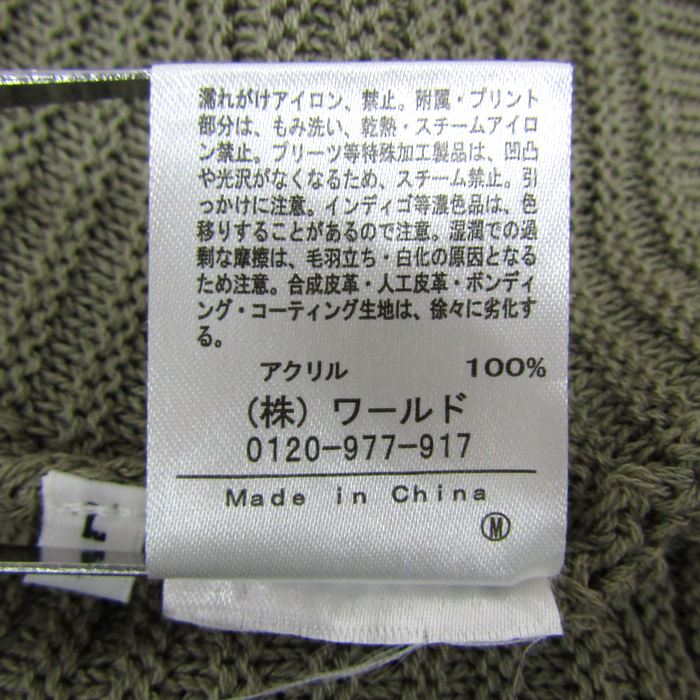 濡れがけアイロン、禁止。附属・プリント
部分は、もみ洗い、乾熱・スチームアイロ
ン禁止。プリーツ等特殊加工製品は、凹凸
や光沢がなくなるため、スチーム禁止。引
っかけに注意。インディゴ等濃色品は、色
移りすることがあるので注意。湿潤での過
剰な摩擦は、毛羽立ち・白化の原因となる
ため注意。合成皮革・人工皮革・ボンディ
ング・コーティング生地は、徐々に劣化す
る。
アクリル 100%
(株) ワールド
0120-977-917
Made in China
M
L